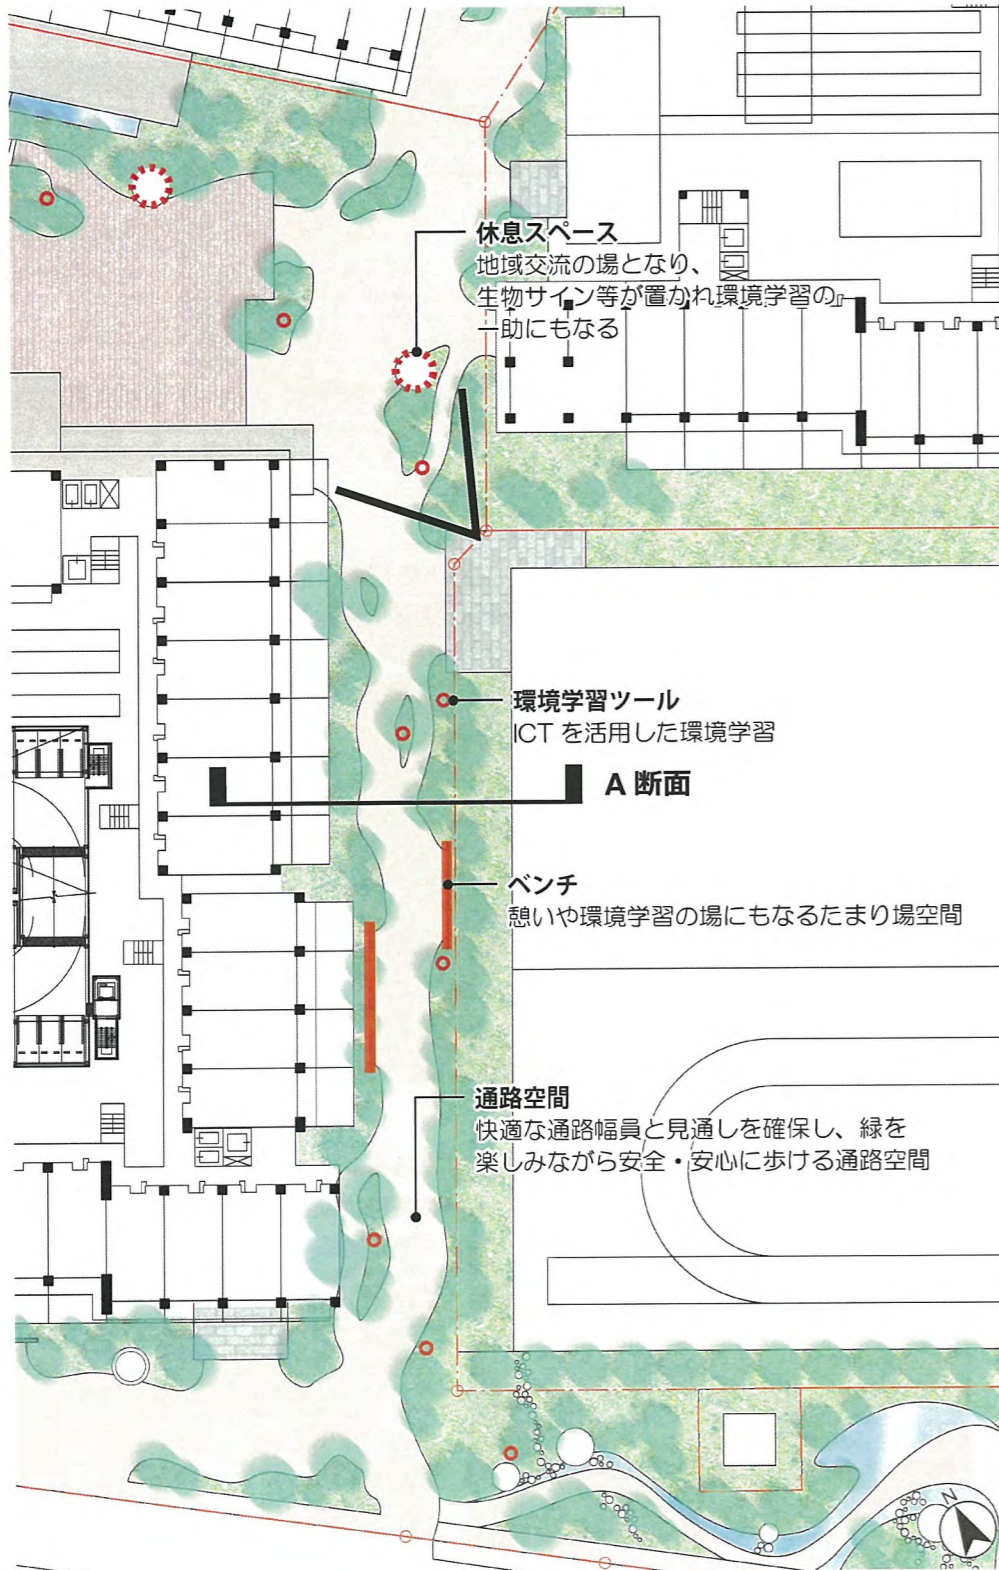 休息スペース
地域交流の場となり、
生物サイン等が置かれ環境学習の
一助にもなる
環境学習ツール
ICT を活用した環境学習
A 断面
ベンチ
憩いや環境学習の場にもなるたまり場空間
通路空間
快適な通路幅員と見通しを確保し、緑を
楽しみながら安全・安心に歩ける通路空間
N